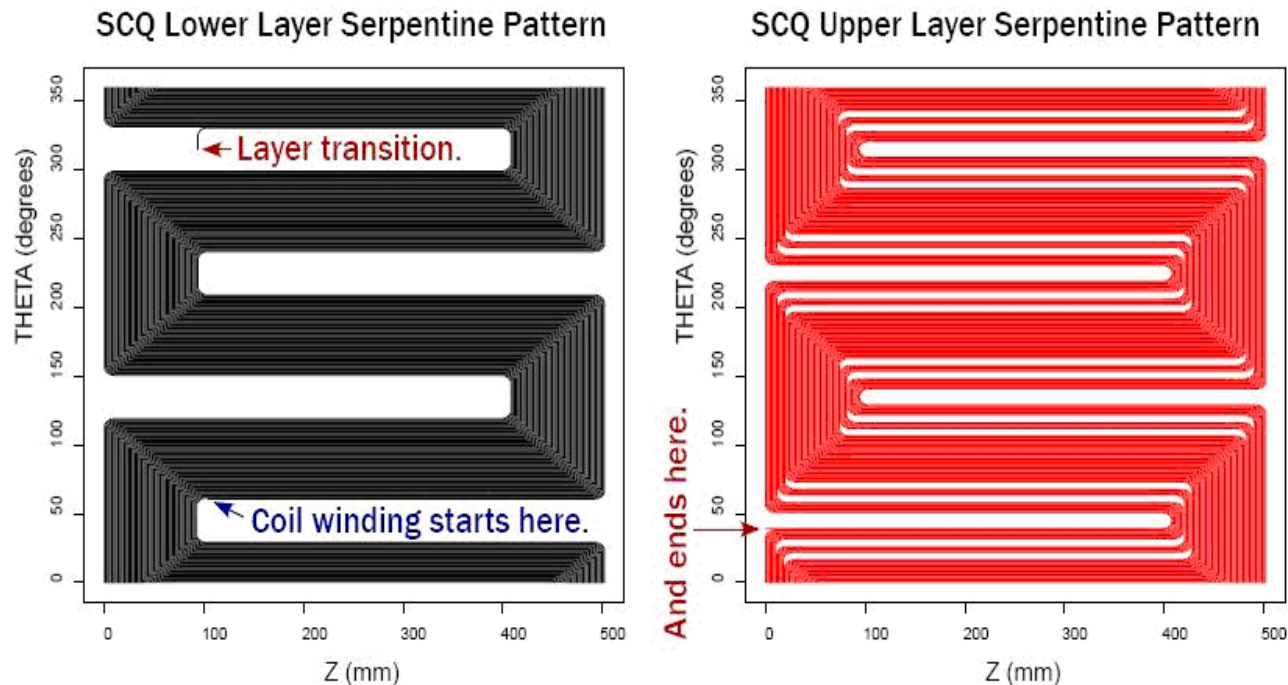 SCQ Lower Layer Serpentine Pattern
THETA (degrees)
350
300
250
200
150
100
50
0
Layer transition.
Coil winding starts here.
0 100 200 300 400 500
Z (mm)
SCQ Upper Layer Serpentine Pattern
THETA (degrees)
350
300
250
200
150
100
50
0
And ends here.
0 100 200 300 400 500
Z (mm)